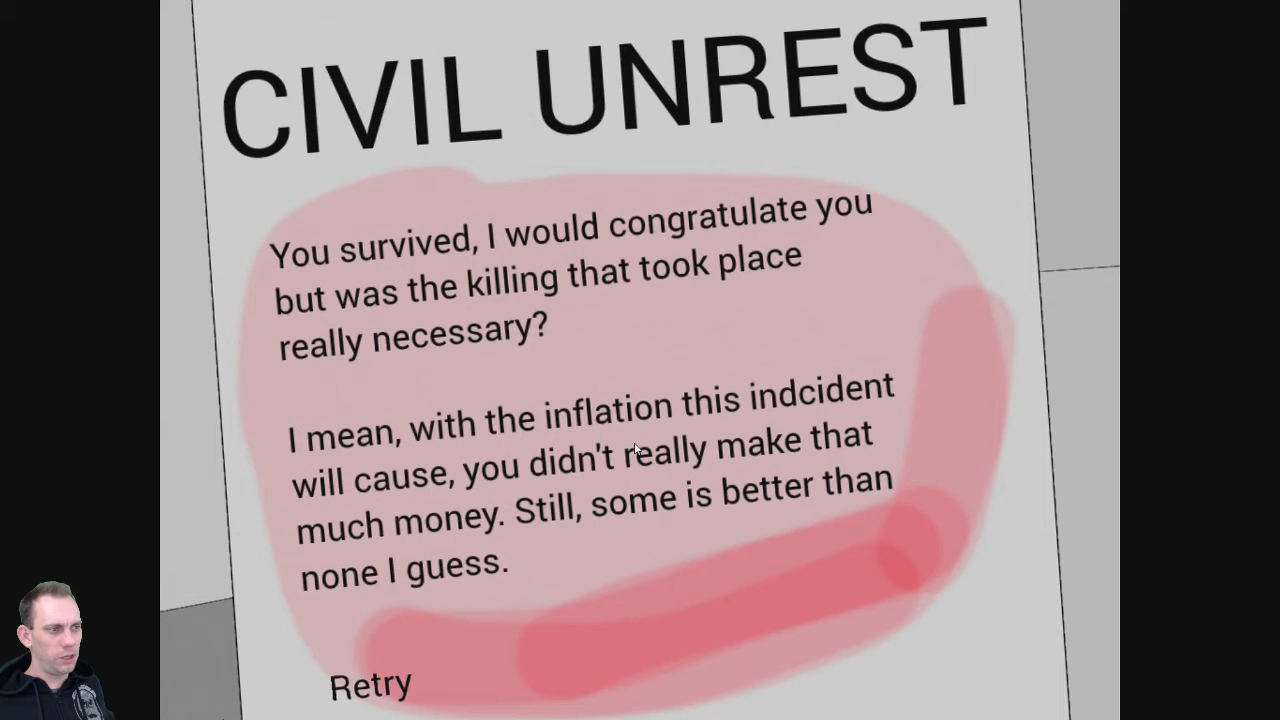 CIVIL UNREST
You survived, I would congratulate you
but was the killing that took place
really necessary?
I mean, with the inflation this indcident
will cause, you didn't really make that
much money. Still, some is better than
none I guess.
Retry